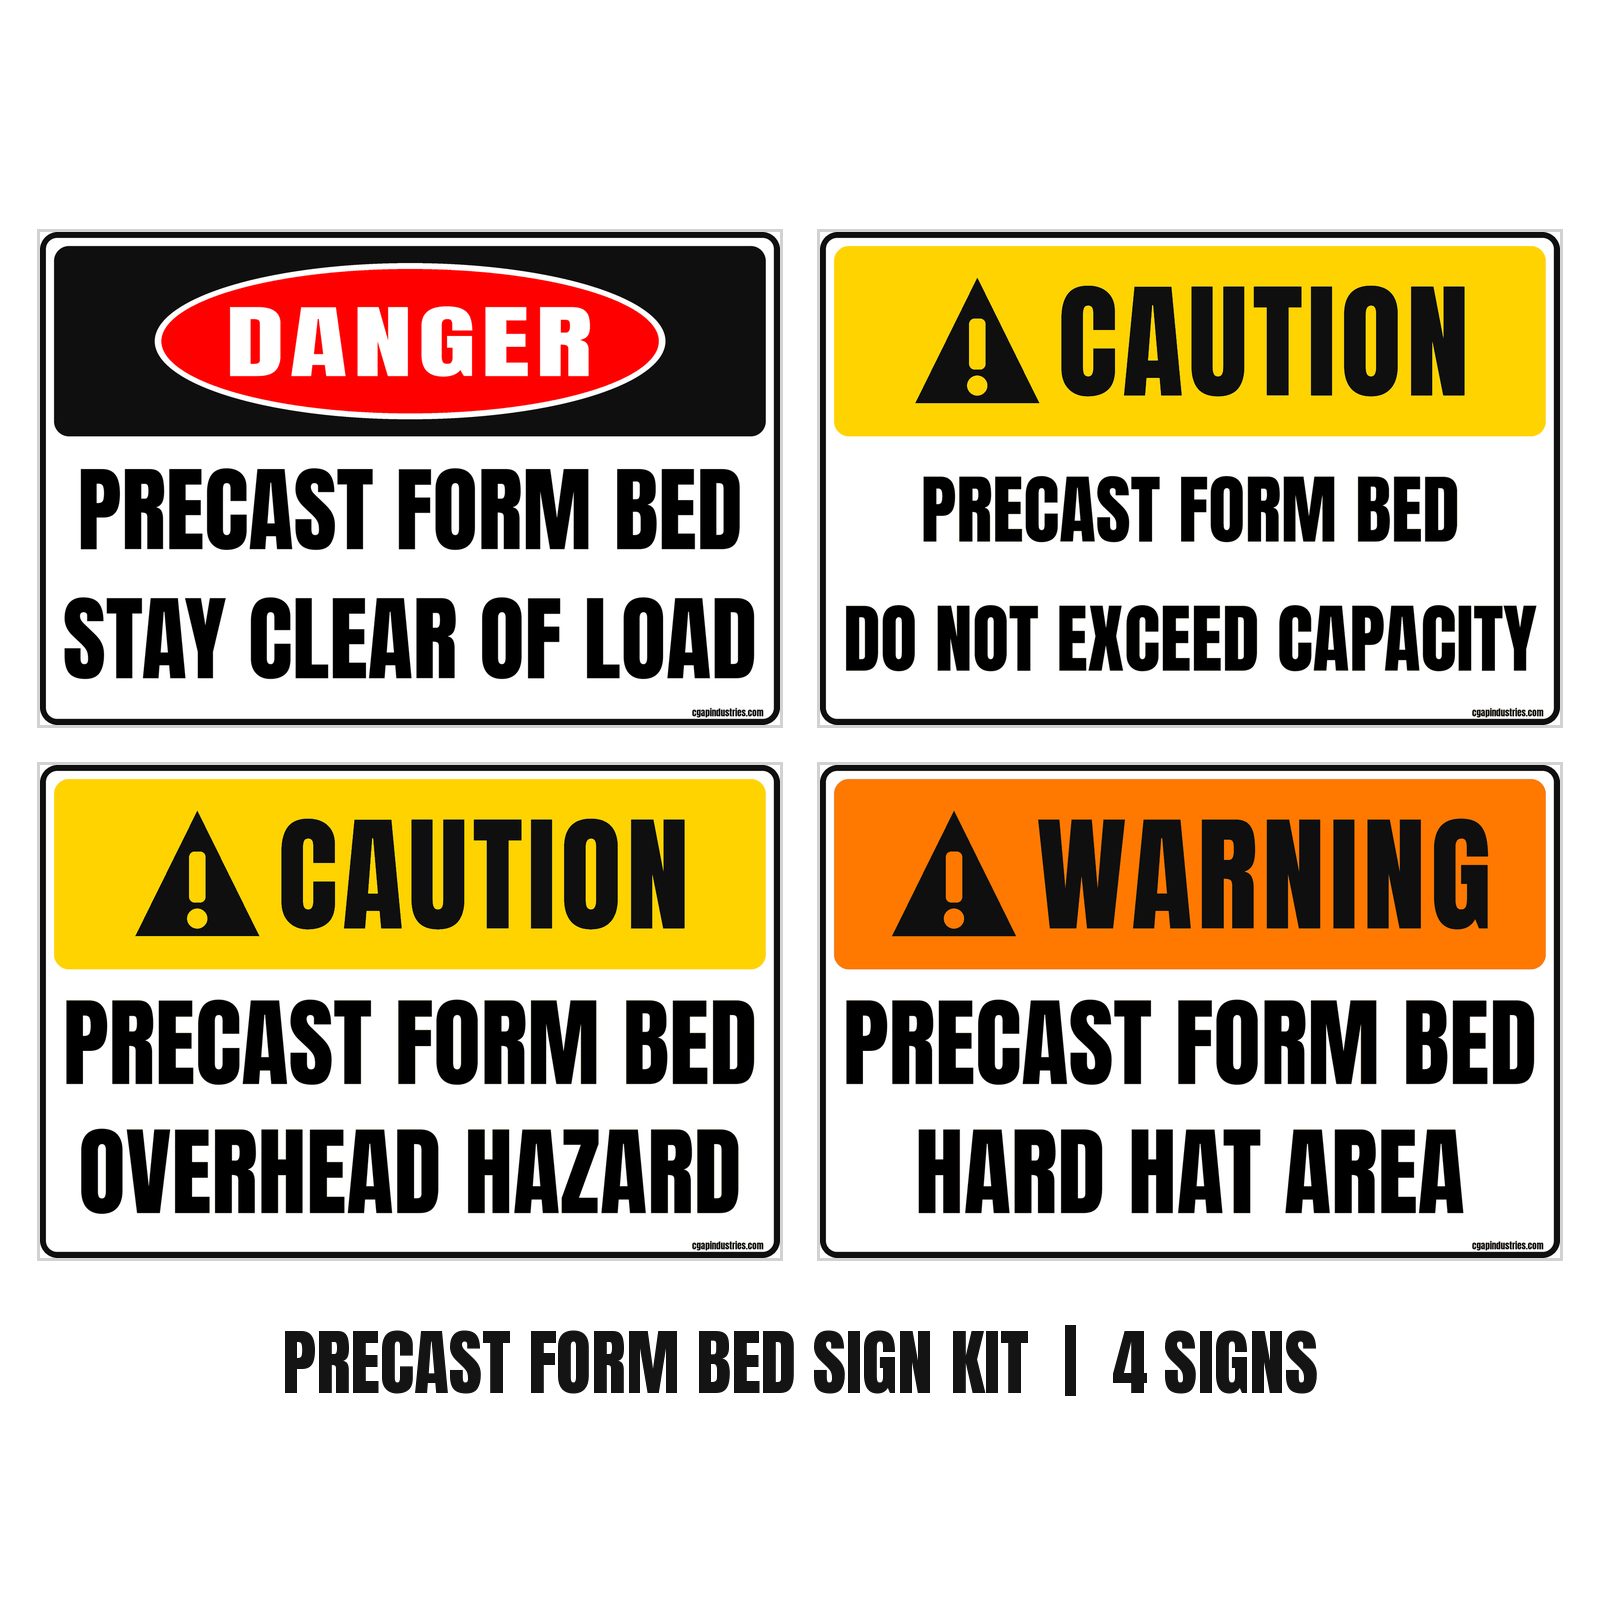 DANGER
PRECAST FORM BED
STAY CLEAR OF LOAD
cgapindustries.com
CAUTION
PRECAST FORM BED
DO NOT EXCEED CAPACITY
cgapindustries.com
CAUTION
PRECAST FORM BED
OVERHEAD HAZARD
cgapindustries.com
WARNING
PRECAST FORM BED
HARD HAT AREA
cgapindustries.com
PRECAST FORM BED SIGN KIT | 4 SIGNS